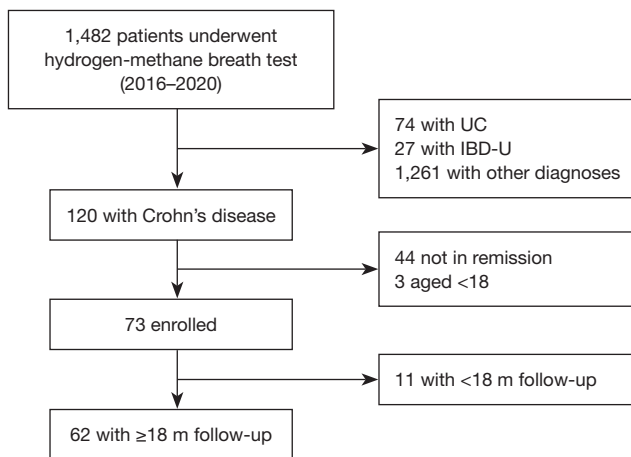 1,482 patients underwent
hydrogen-methane breath test
(2016–2020)
74 with UC
27 with IBD-U
1,261 with other diagnoses
120 with Crohn’s disease
44 not in remission
3 aged <18
73 enrolled
11 with <18 m follow-up
62 with ≥18 m follow-up